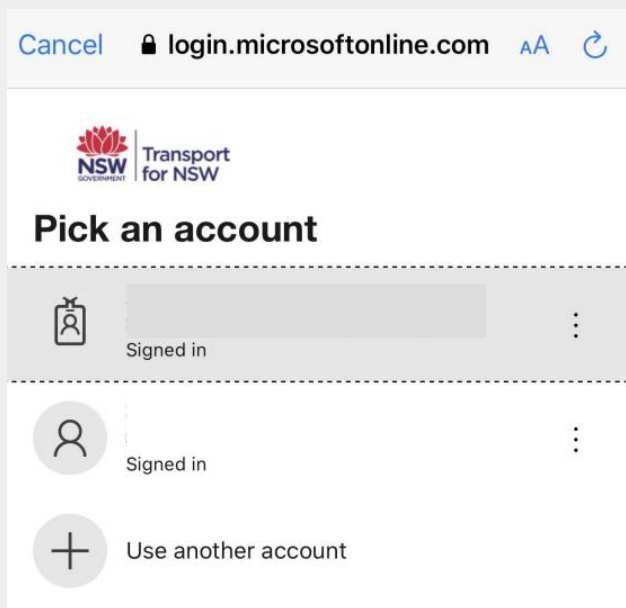 Cancel login.microsoftonline.com AA
NSW
GOVERNMENT
Transport
for NSW
Pick an account
Signed in
Signed in
Use another account